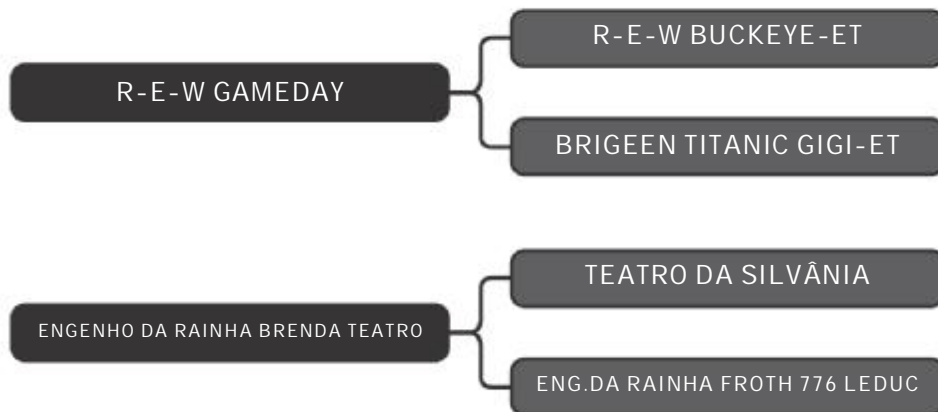 R-E-W BUCKEYE-ET
R-E-W GAMEDAY
BRIGEEN TITANIC GIGI-ET
TEATRO DA SILVÂNIA
ENGENHO DA RAINHA BRENDA TEATRO
ENG.DA RAINHA FROTH 776 LEDUC